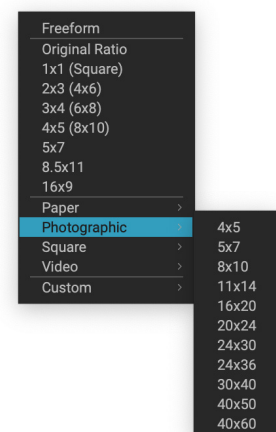 Freeform
Original Ratio
1x1 (Square)
2x3 (4x6)
3x4 (6x8)
4x5 (8x10)
5x7
8.5x11
16x9
Paper >
Photographic >
Square >
Video >
Custom >
4x5
5x7
8x10
11x14
16x20
20x24
24x30
24x36
30x40
40x50
40x60